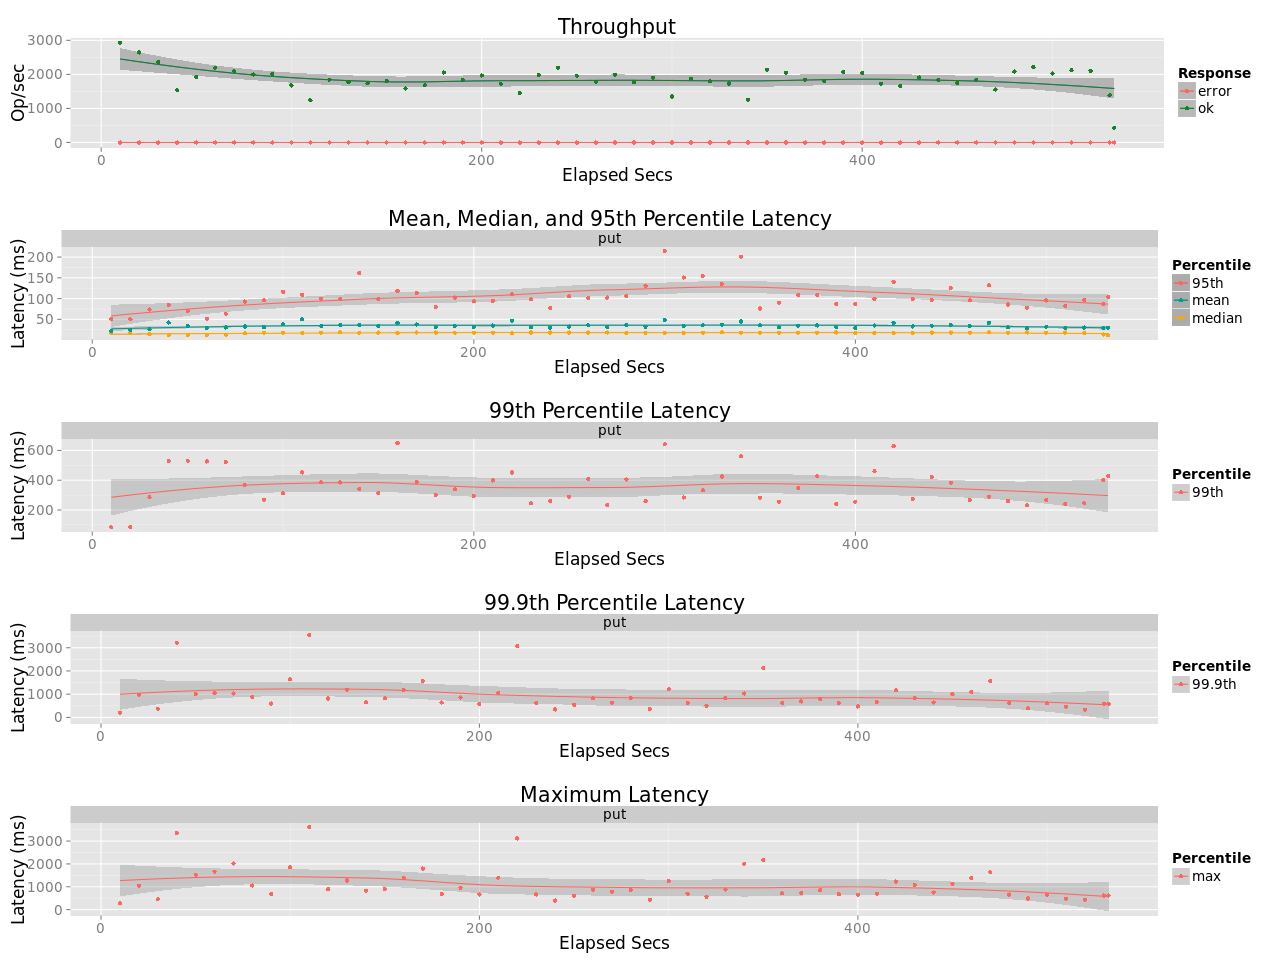 Throughput
3000
2000
1000
0
Op/sec
0 200 400
Elapsed Secs
Response
error
ok
Mean, Median, and 95th Percentile Latency
put
200
150
100
50
Latency (ms)
0 200 400
Elapsed Secs
Percentile
95th
mean
median
99th Percentile Latency
put
600
400
200
Latency (ms)
0 200 400
Elapsed Secs
Percentile
99th
99.9th Percentile Latency
put
3000
2000
1000
0
Latency (ms)
0 200 400
Elapsed Secs
Percentile
99.9th
Maximum Latency
put
3000
2000
1000
0
Latency (ms)
0 200 400
Elapsed Secs
Percentile
max